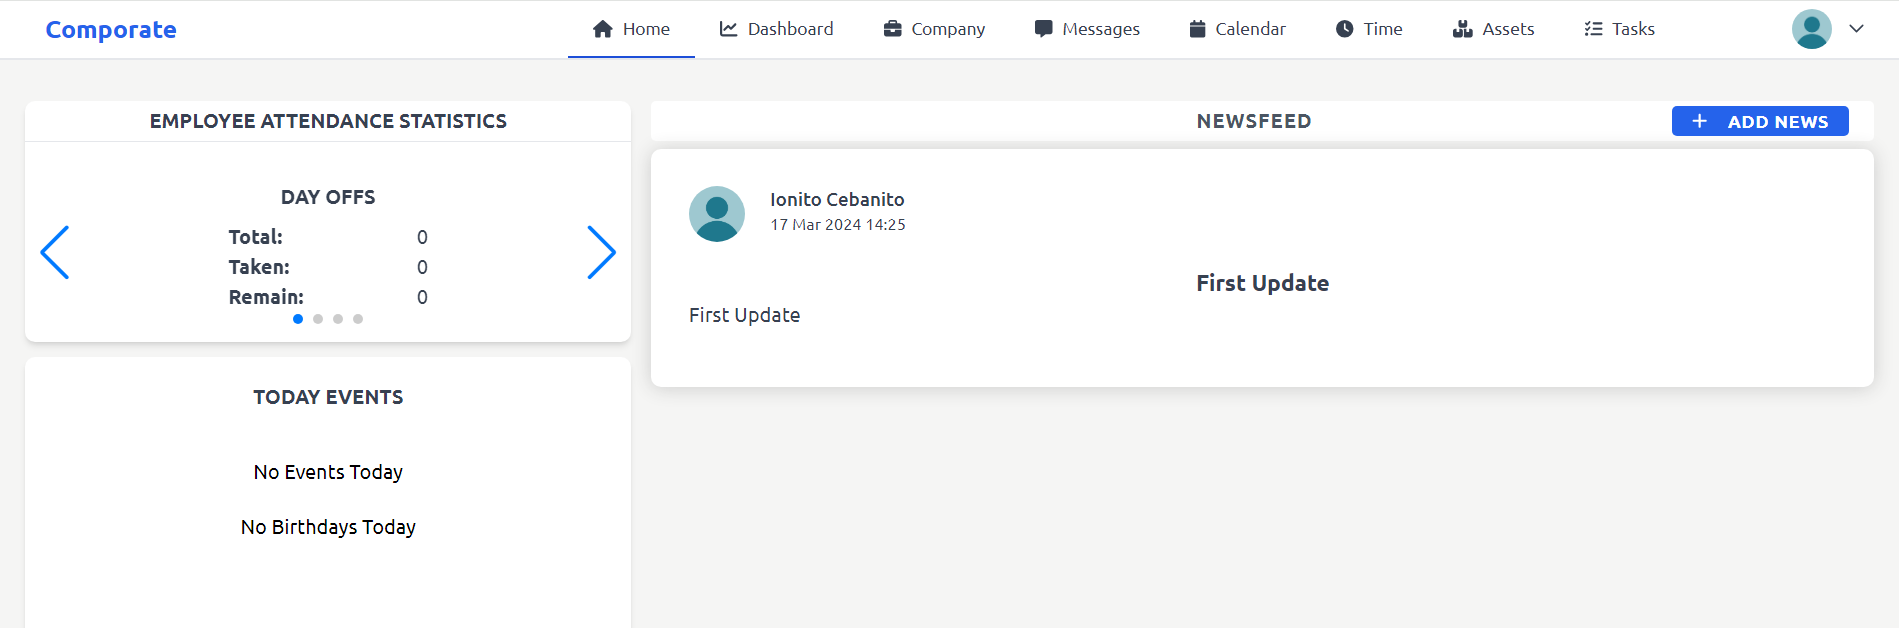 Comporate
Home
Dashboard
Company
Messages
Calendar
Time
Assets
Tasks
EMPLOYEE ATTENDANCE STATISTICS
DAY OFFS
Total: 0
Taken: 0
Remain: 0
TODAY EVENTS
No Events Today
No Birthdays Today
NEWSFEED
+ ADD NEWS
Ionito Cebanito
17 Mar 2024 14:25
First Update
First Update